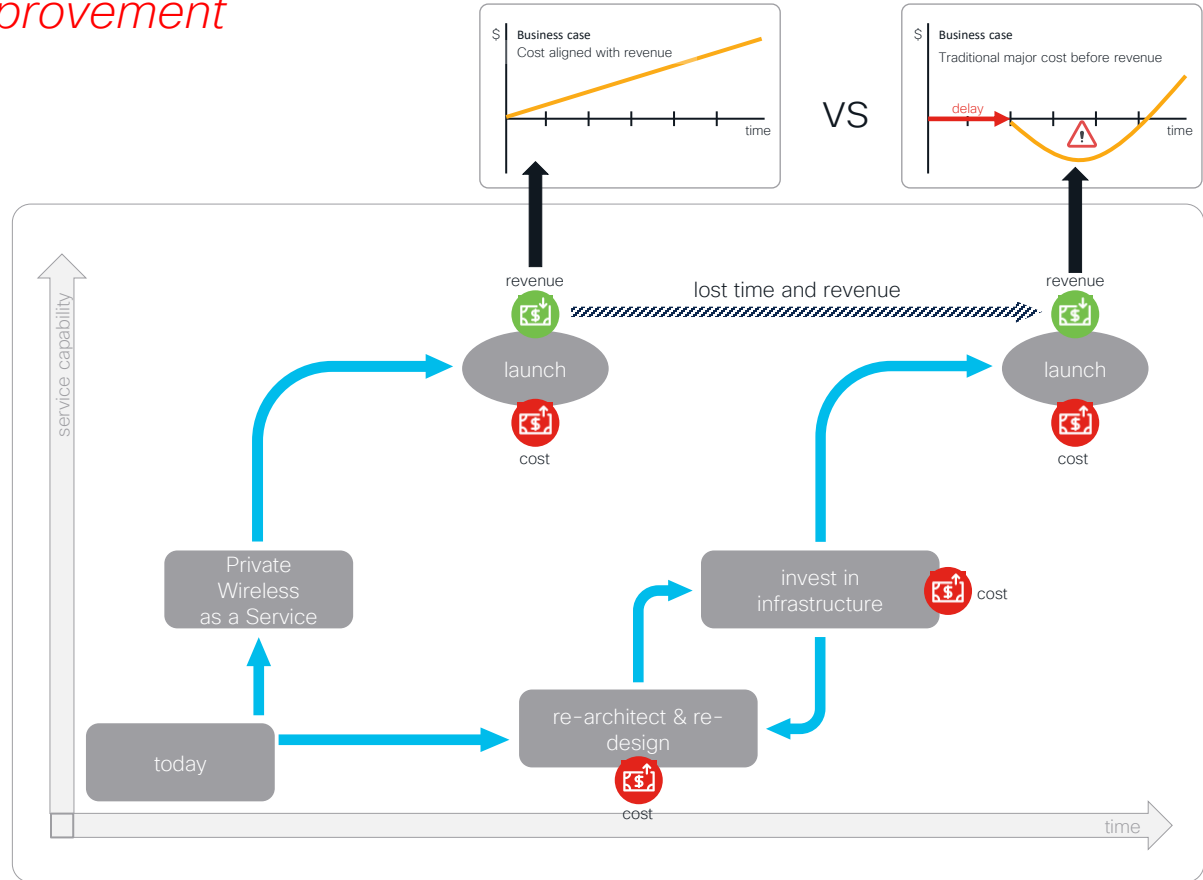 provement
$
Business case
Cost aligned with revenue
time
VS
$
Business case
Traditional major cost before revenue
delay
!
time
service capability
revenue
$
lost time and revenue
revenue
$
launch
launch
$
cost
$
cost
Private
Wireless
as a Service
invest in
infrastructure
$
cost
re-architect & re-
design
today
$
cost
time